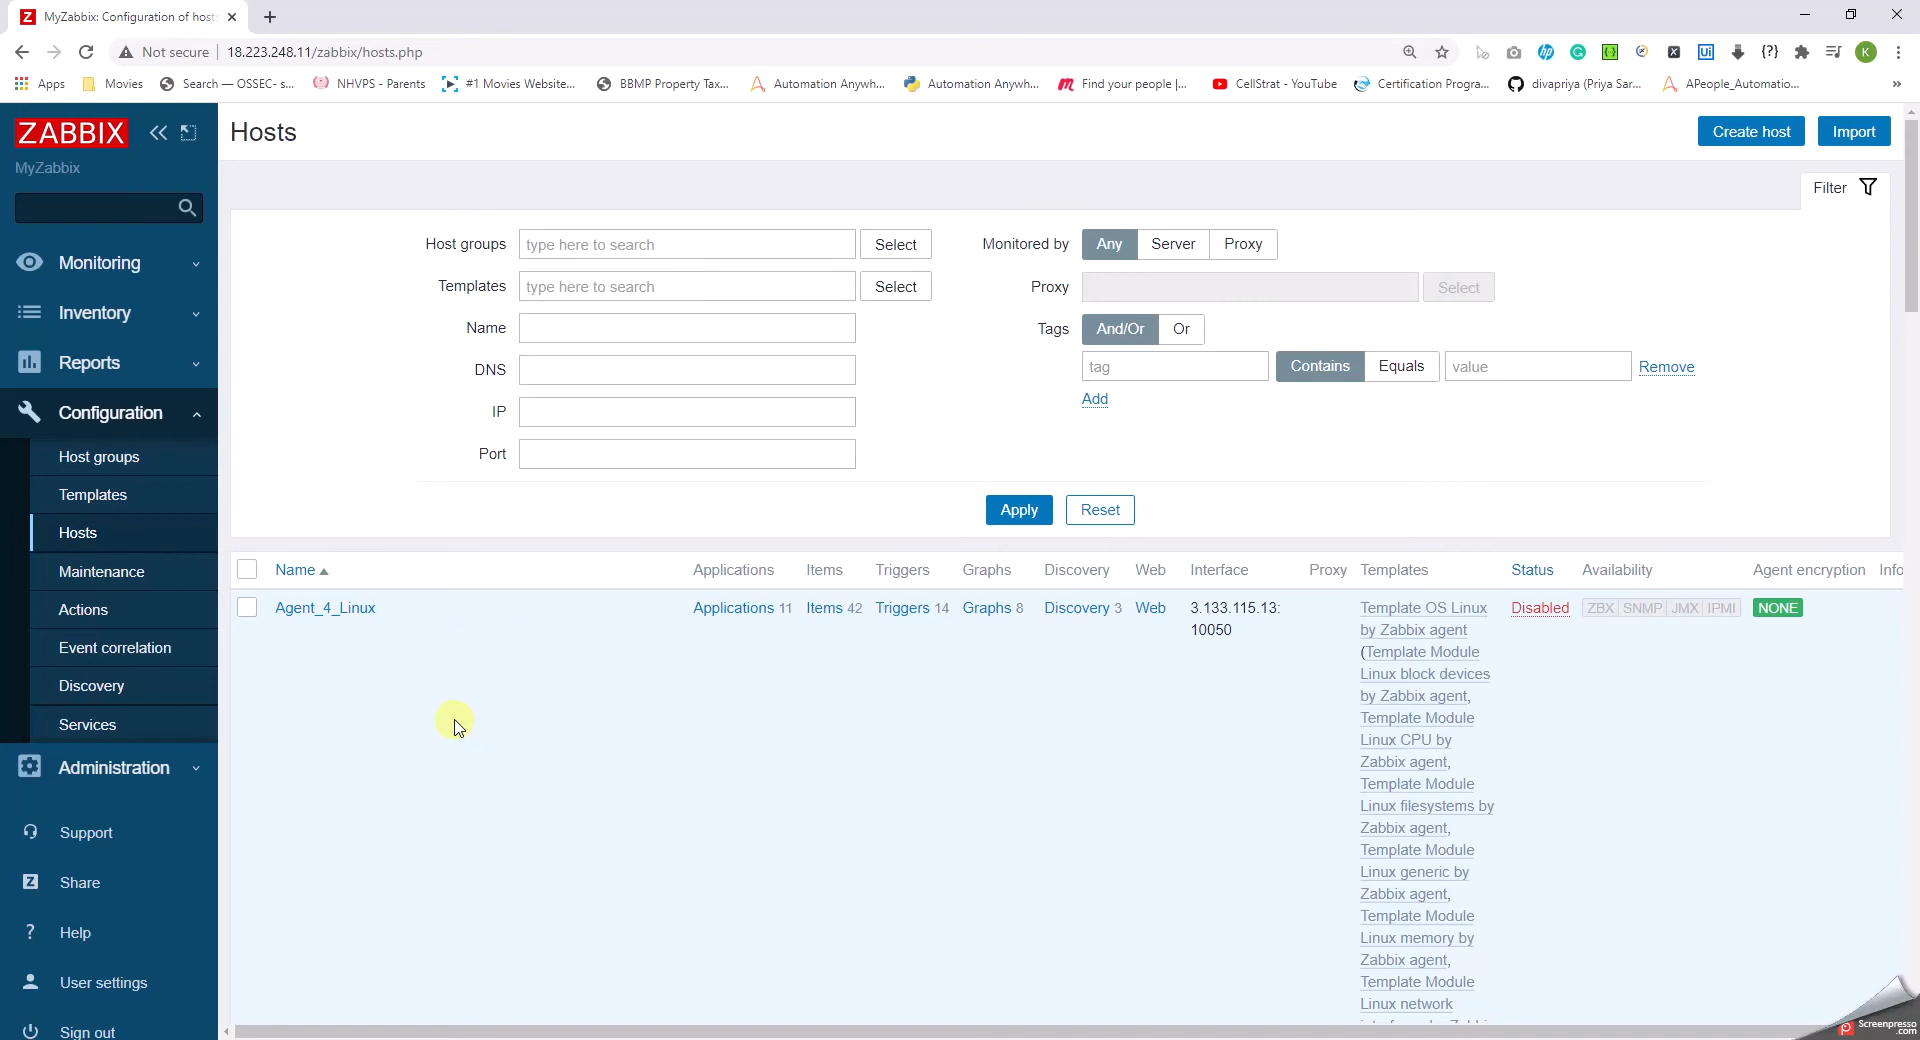 MyZabbix: Configuration of hosts
Not secure
18.223.248.11/zabbix/hosts.php
Apps
Movies
Search — OSSEC- s...
NHVPS - Parents
#1 Movies Website...
BBMP Property Tax...
Automation Anywh...
Automation Anywh...
Find your people |...
CellStrat - YouTube
Certification Progra...
divapriya (Priya Sar...
APeople_Automatio...
»
ZABBIX
MyZabbix
Monitoring
Inventory
Reports
Configuration
Host groups
Templates
Hosts
Maintenance
Actions
Event correlation
Discovery
Services
Administration
Support
Share
Help
User settings
Sign out
Hosts
Create host
Import
Filter
Host groups type here to search Select
Templates type here to search Select
Name
DNS
IP
Port
Monitored by Any Server Proxy
Proxy Select
Tags And/Or Or
tag Contains Equals value Remove
Add
Apply Reset
Name Applications Items Triggers Graphs Discovery Web Interface Proxy Templates Status Availability Agent encryption Info
Agent_4_Linux Applications 11 Items 42 Triggers 14 Graphs 8 Discovery 3 Web 3.133.115.13: Template OS Linux Disabled ZBX SNMP JMX IPMI NONE
10050 by Zabbix agent
(Template Module
Linux block devices
by Zabbix agent,
Template Module
Linux CPU by
Zabbix agent,
Template Module
Linux filesystems by
Zabbix agent,
Template Module
Linux generic by
Zabbix agent,
Template Module
Linux memory by
Zabbix agent,
Template Module
Linux network
Screenpresso
.com